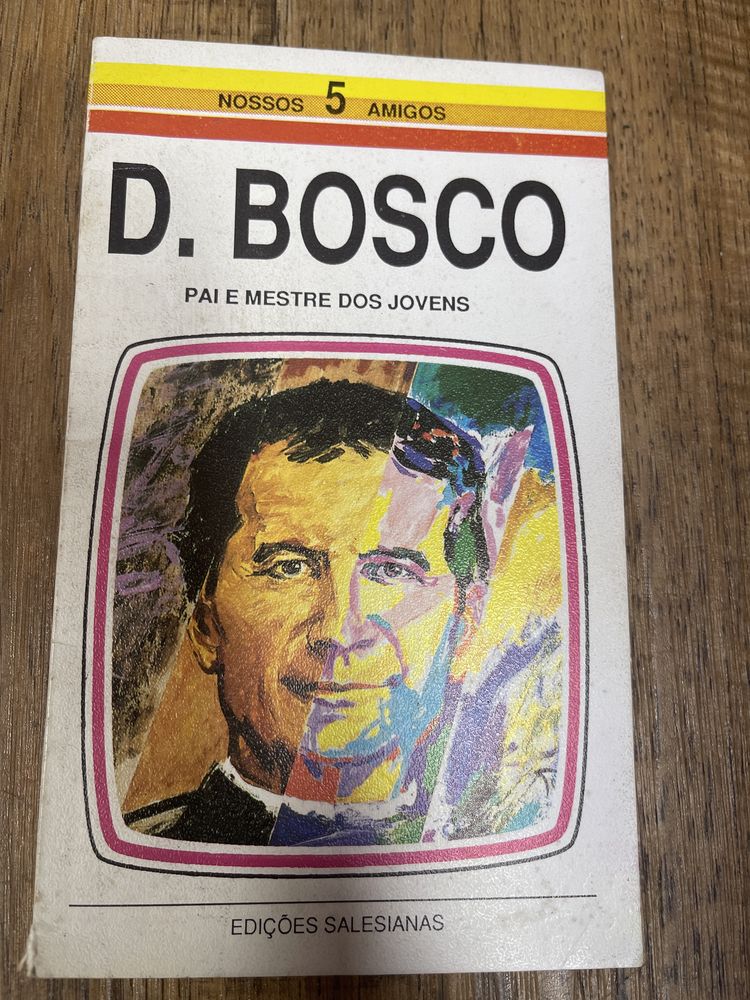 NOSSOS 5 AMIGOS
D. BOSCO
PAI E MESTRE DOS JOVENS
EDIÇÕES SALESIANAS